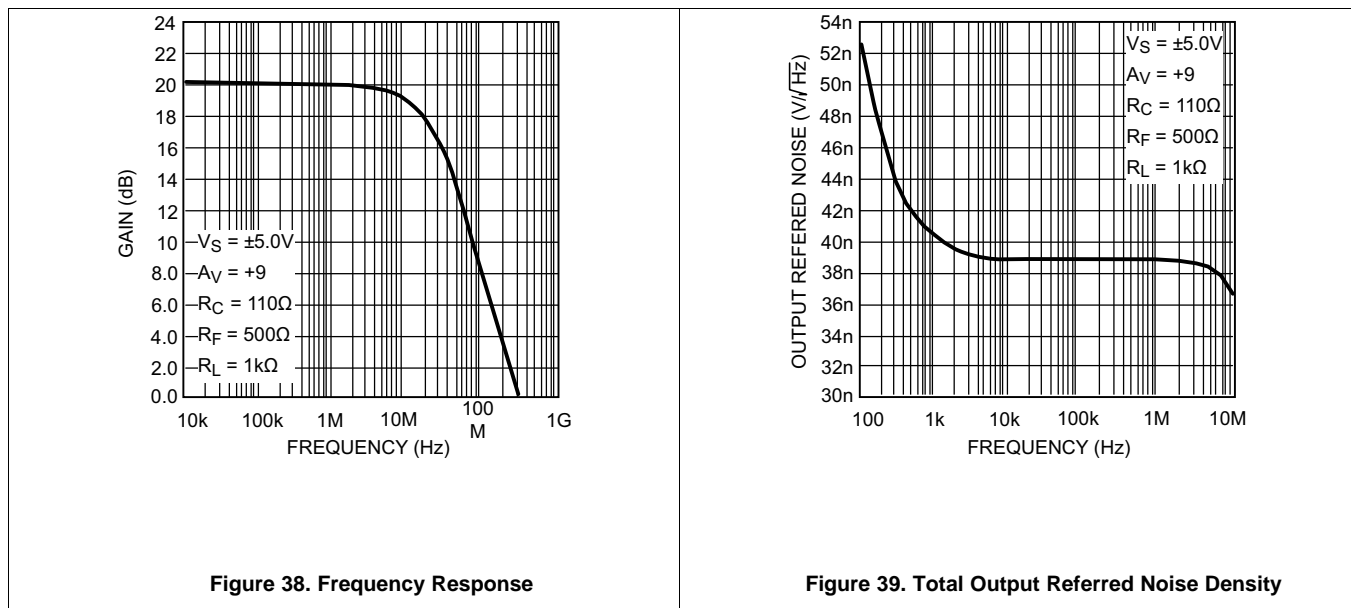 24
22
20
18
16
14
12
10
8.0
6.0
4.0
2.0
0.0
GAIN (dB)
VS = ±5.0V
AV = +9
RC = 110Ω
RF = 500Ω
RL = 1kΩ
10k 100k 1M 10M 100 M 1G
FREQUENCY (Hz)
Figure 38. Frequency Response
54n
52n
50n
48n
46n
44n
42n
40n
38n
36n
34n
32n
30n
OUTPUT REFERRED NOISE (V/√Hz)
VS = ±5.0V
AV = +9
RC = 110Ω
RF = 500Ω
RL = 1kΩ
100 1k 10k 100k 1M 10M
FREQUENCY (Hz)
Figure 39. Total Output Referred Noise Density